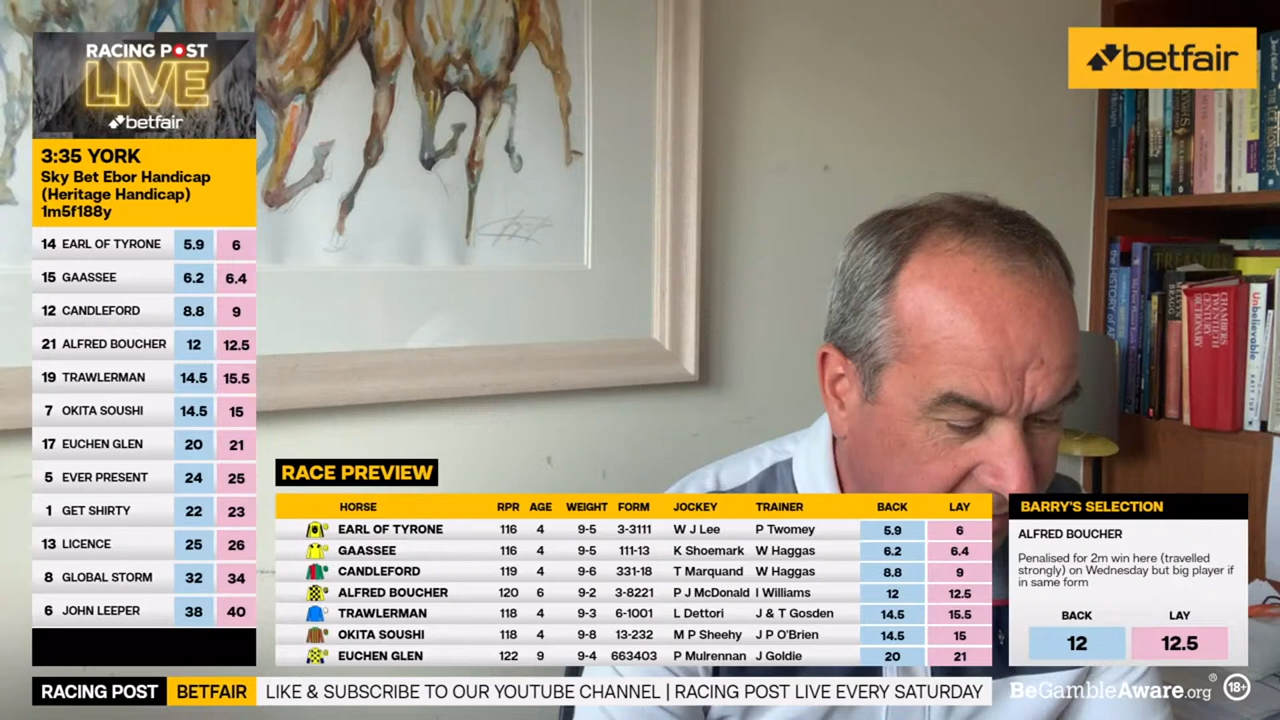 RACING POST
LIVE
betfair
3:35 YORK
Sky Bet Ebor Handicap
(Heritage Handicap)
1m5f188y
14 EARL OF TYRONE 5.9 6
15 GAASSEE 6.2 6.4
12 CANDLEFORD 8.8 9
21 ALFRED BOUCHER 12 12.5
19 TRAWLERMAN 14.5 15.5
7 OKITA SOUSHI 14.5 15
17 EUCHEN GLEN 20 21
5 EVER PRESENT 24 25
1 GET SHIRTY 22 23
13 LICENCE 25 26
8 GLOBAL STORM 32 34
6 JOHN LEEPER 38 40
betfair
TREASURE
CHAMBERS
TWENTIETH
CENTURY
DICTIONARY
Unbelievable
RACE PREVIEW
HORSE RPR AGE WEIGHT FORM JOCKEY TRAINER BACK LAY
EARL OF TYRONE 116 4 9-5 3-3111 W J Lee P Twomey 5.9 6
GAASSEE 116 4 9-5 111-13 K Shoemark W Haggas 6.2 6.4
CANDLEFORD 119 4 9-6 331-18 T Marquand W Haggas 8.8 9
ALFRED BOUCHER 120 6 9-2 3-8221 P J McDonald I Williams 12 12.5
TRAWLERMAN 118 4 9-3 6-1001 L Dettori J & T Gosden 14.5 15.5
OKITA SOUSHI 118 4 9-8 13-232 M P Sheehy J P O'Brien 14.5 15
EUCHEN GLEN 122 9 9-4 663403 P Mulrennan J Goldie 20 21
BARRY'S SELECTION
ALFRED BOUCHER
Penalised for 2m win here (travelled
strongly) on Wednesday but big player if
in same form
BACK LAY
12 12.5
RACING POST BETFAIR LIKE & SUBSCRIBE TO OUR YOUTUBE CHANNEL | RACING POST LIVE EVERY SATURDAY
BeGambleAware.org® 18+